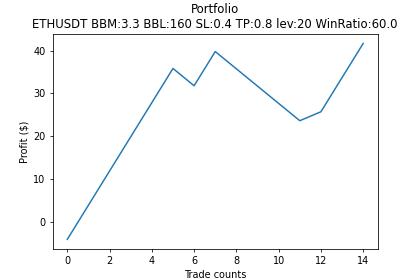 Portfolio
ETHUSDT BBM:3.3 BBL:160 SL:0.4 TP:0.8 lev:20 WinRatio:60.0
40
30
20
10
0
Profit ($)
0 2 4 6 8 10 12 14
Trade counts